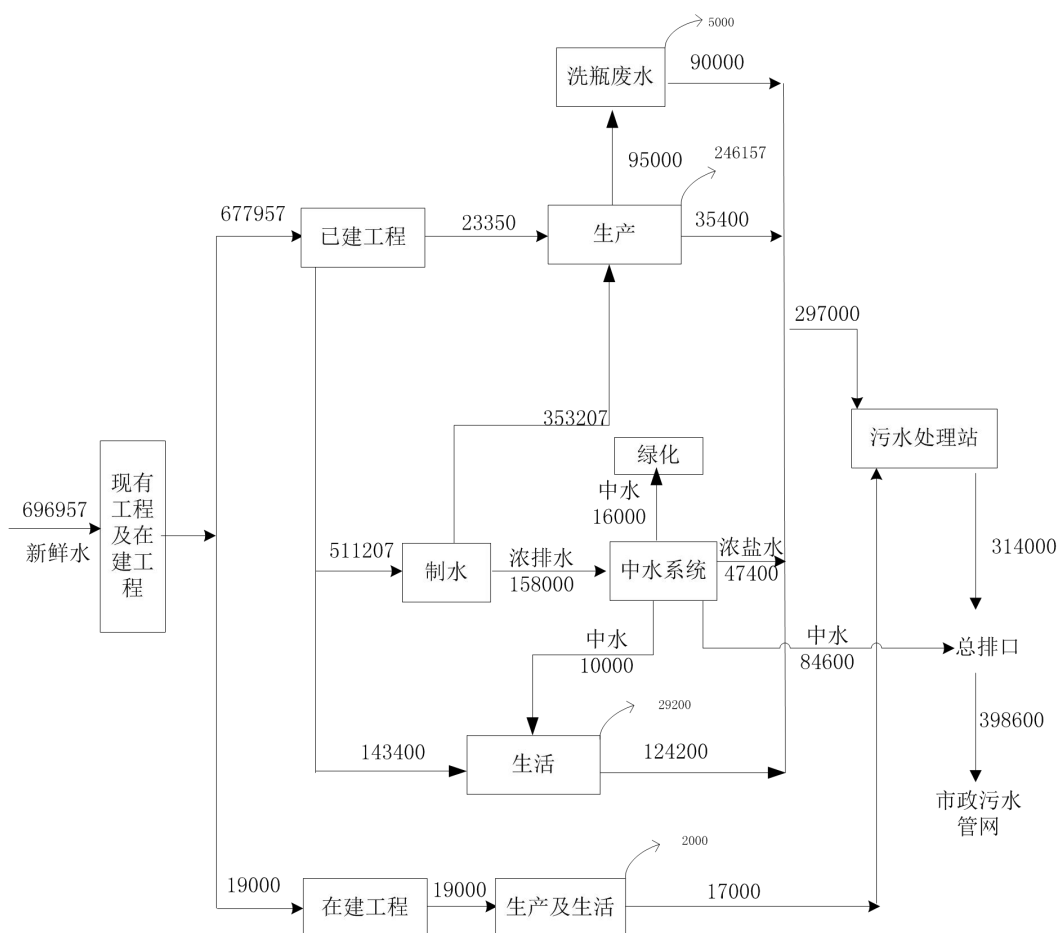 5000
洗瓶废水
90000
95000
246157
677957
已建工程
23350
生产
35400
297000
353207
污水处理站
绿化
中水
16000
现有
工程
及在
建工
程
696957
新鲜水
511207
制水
浓排水
158000
中水系统
浓盐水
47400
314000
中水
10000
中水
84600
总排口
29200
398600
143400
生活
124200
市政污水
管网
2000
19000
在建工程
19000
生产及生活
17000